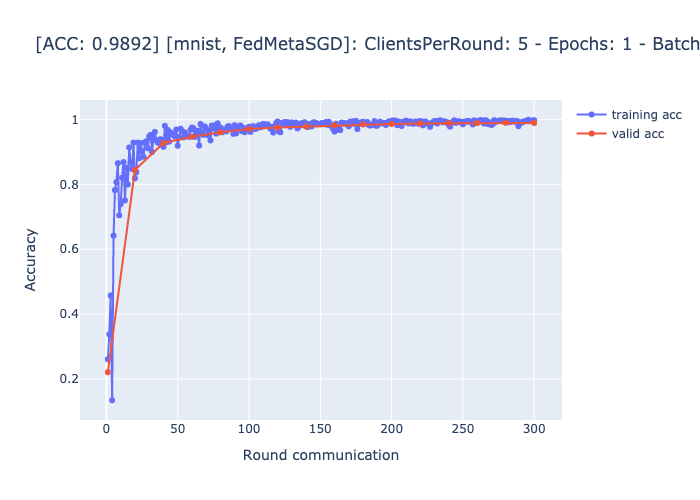 [ACC: 0.9892] [mnist, FedMetaSGD]: ClientsPerRound: 5 - Epochs: 1 - Batch
training acc
valid acc
1
0.8
0.6
0.4
0.2
Accuracy
0 50 100 150 200 250 300
Round communication